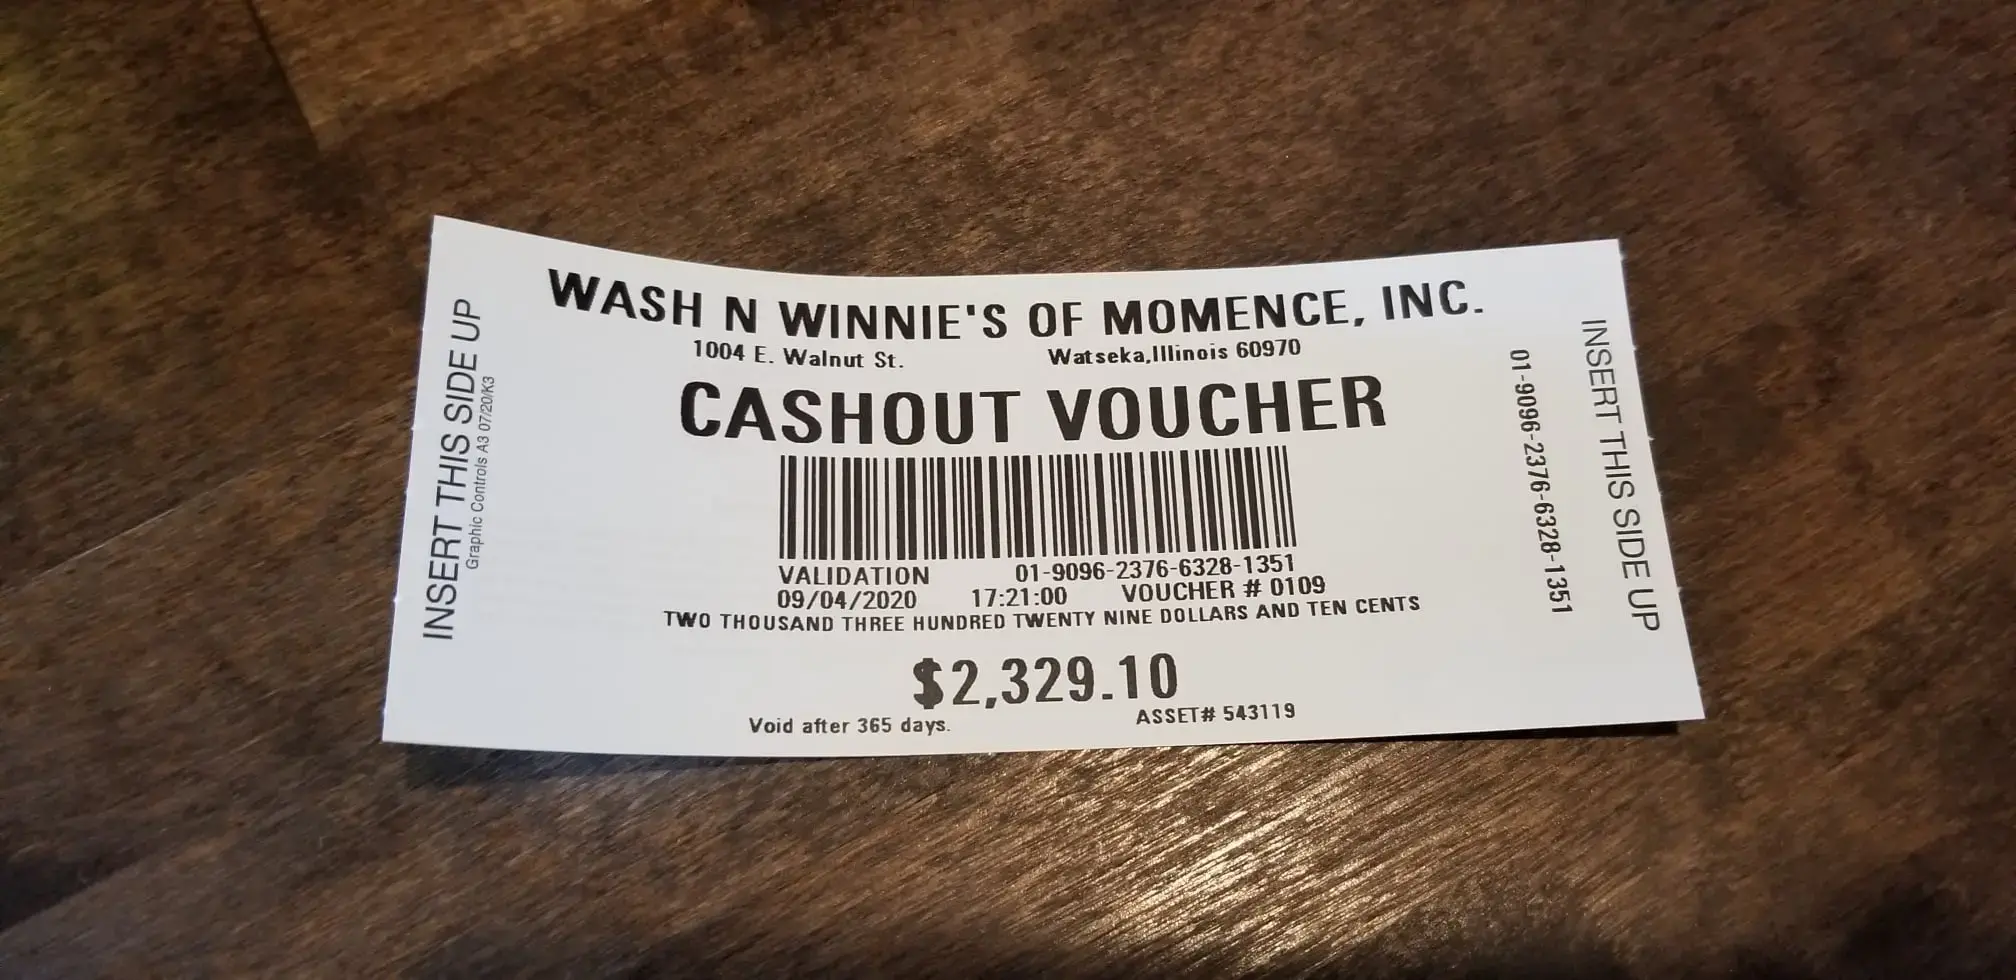 WASH N WINNIE'S OF MOMENCE, INC.
1004 E. Walnut St. Watseka,Illinois 60970
CASHOUT VOUCHER
VALIDATION 01-9096-2376-6328-1351
09/04/2020 17:21:00 VOUCHER # 0109
TWO THOUSAND THREE HUNDRED TWENTY NINE DOLLARS AND TEN CENTS
$2,329.10
Void after 365 days. ASSET# 543119
INSERT THIS SIDE UP
Graphic Controls A3 07/20/K3
01-9096-2376-6328-1351
INSERT THIS SIDE UP